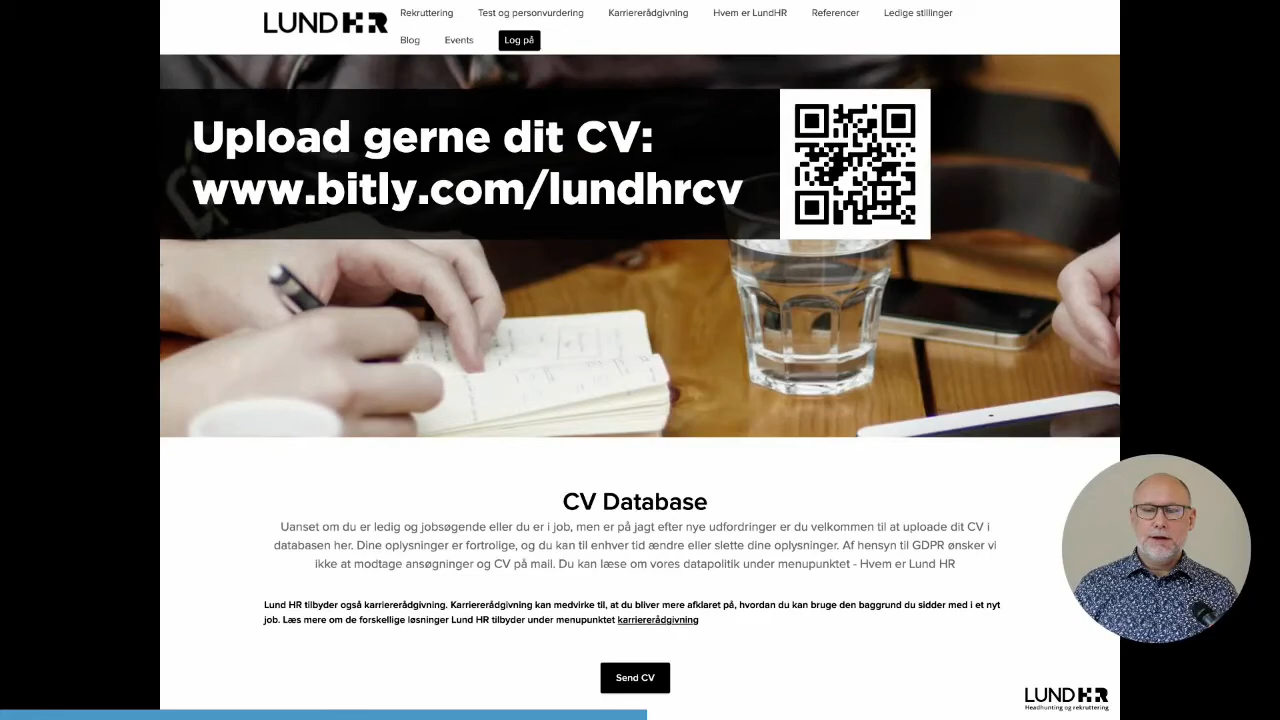 LUND HR
Rekruttering Test og personvurdering Karriererådgivning Hvem er LundHR Referencer Ledige stillinger
Blog Events Log på
Upload gerne dit CV:
www.bitly.com/lundhrcv
CV Database
Uanset om du er ledig og jobsøgende eller du er i job, men er på jagt efter nye udfordringer er du velkommen til at uploade dit CV i
databasen her. Dine oplysninger er fortrolige, og du kan til enhver tid ændre eller slette dine oplysninger. Af hensyn til GDPR ønsker vi
ikke at modtage ansøgninger og CV på mail. Du kan læse om vores datapolitik under menupunktet - Hvem er Lund HR
Lund HR tilbyder også karriererådgivning. Karriererådgivning kan medvirke til, at du bliver mere afklaret på, hvordan du kan bruge den baggrund du sidder med i et nyt
job. Læs mere om de forskellige løsninger Lund HR tilbyder under menupunktet karriererådgivning
Send CV
LUND HR
Headhunting og rekruttering